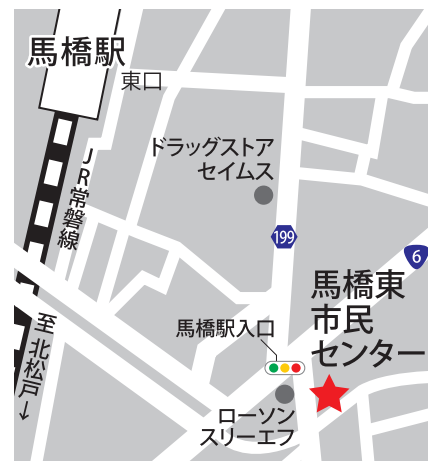 馬橋駅
東口
ドラッグストア
セイムス
JR常磐線
199
6
馬橋東
市民
センター
馬橋駅入口
至 北松戸→
ローソン
スリーエフ